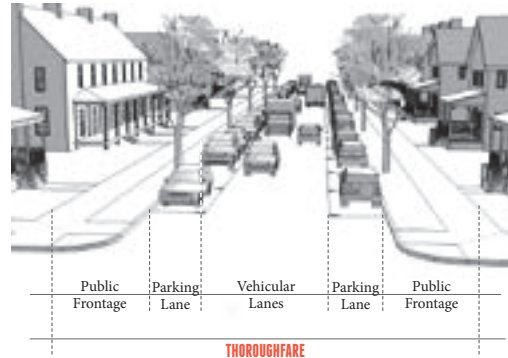 Public Frontage
Parking Lane
Vehicular Lanes
Parking Lane
Public Frontage
THOROUGHFARE